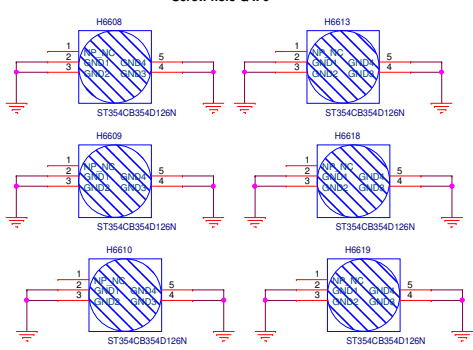 H6608 H6613
1 NP_NC 1 NP_NC
2 GND1 GND4 5 2 GND1 GND4 5
3 GND2 GND3 4 3 GND2 GND3 4
ST354CB354D126N ST354CB354D126N
H6609 H6618
1 NP_NC 1 NP_NC
2 GND1 GND4 5 2 GND1 GND4 5
3 GND2 GND3 4 3 GND2 GND3 4
ST354CB354D126N ST354CB354D126N
H6610 H6619
1 NP_NC 1 NP_NC
2 GND1 GND4 5 2 GND1 GND4 5
3 GND2 GND3 4 3 GND2 GND3 4
ST354CB354D126N ST354CB354D126N